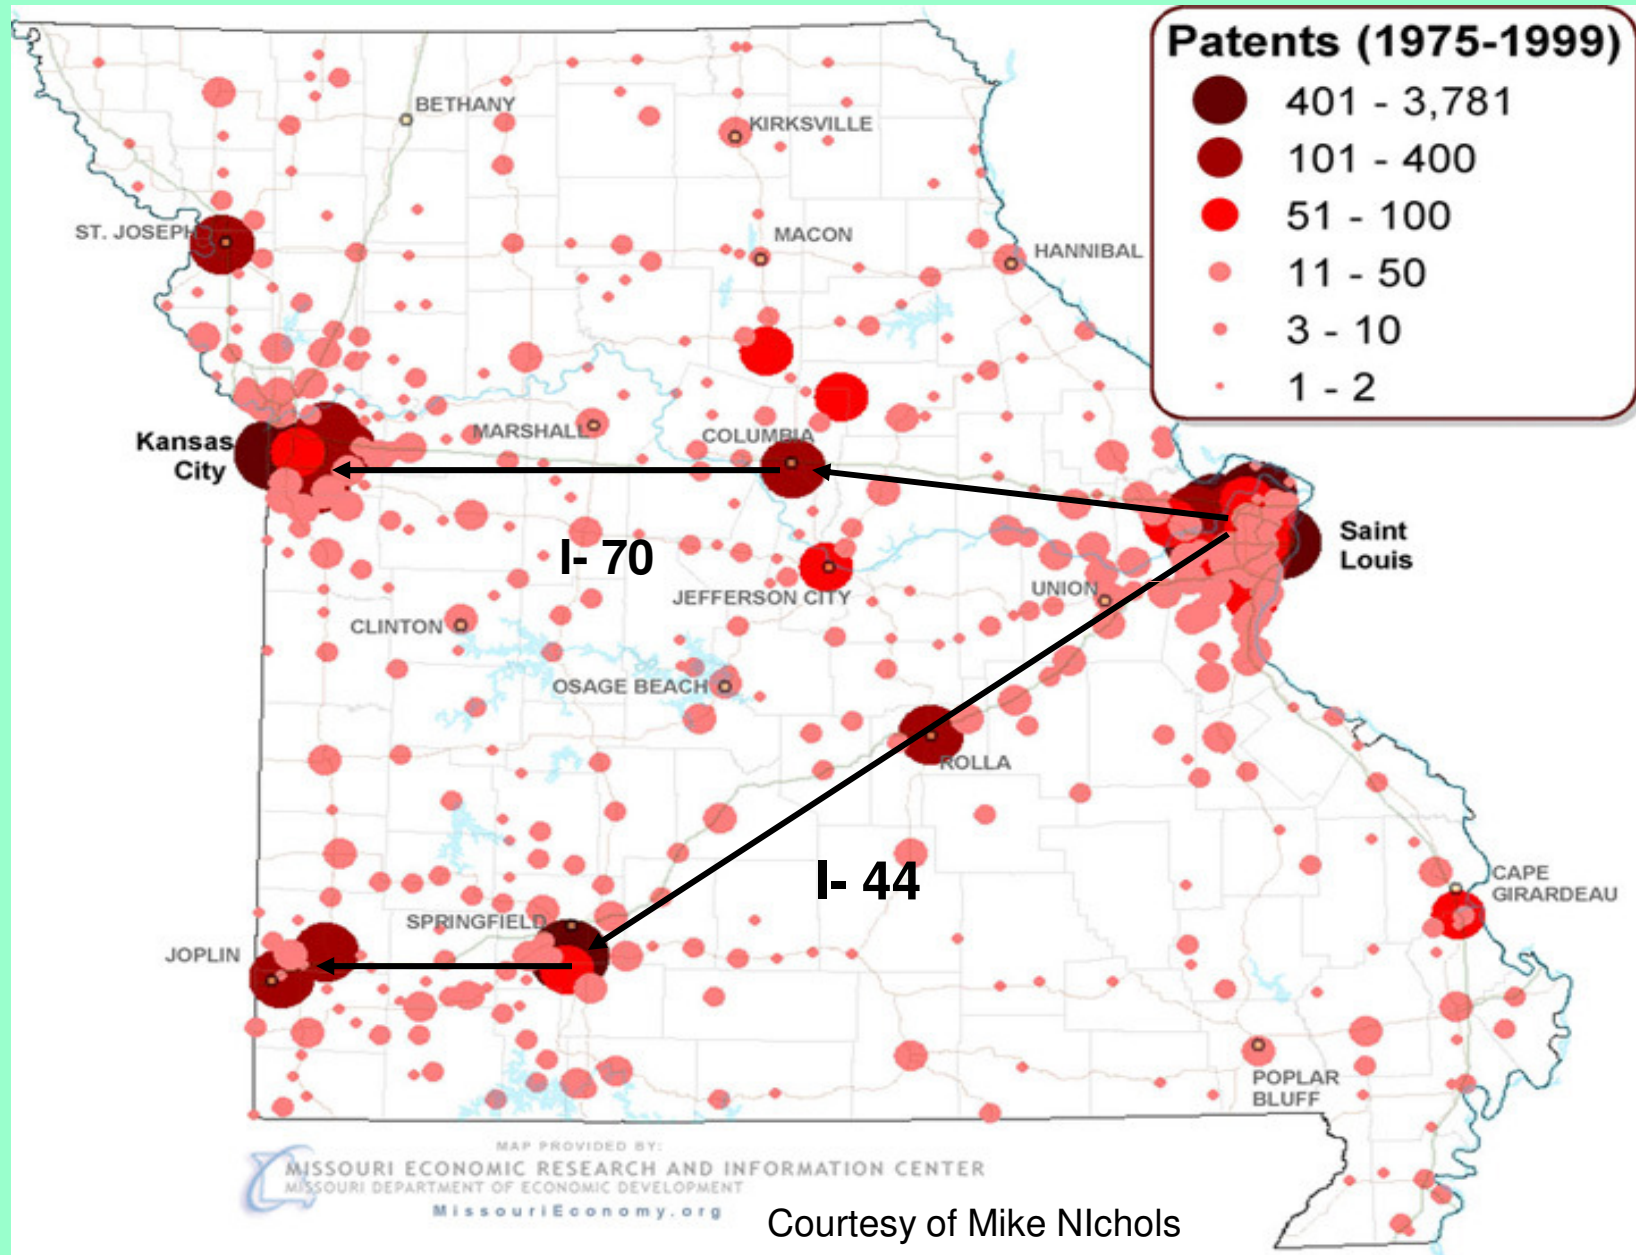 Patents (1975-1999)
401 - 3,781
101 - 400
51 - 100
11 - 50
3 - 10
1 - 2
BETHANY
KIRKSVILLE
ST. JOSEPH
MACON
HANNIBAL
Kansas
City
MARSHALL
COLUMBIA
Saint
Louis
I- 70
JEFFERSON CITY
UNION
CLINTON
OSAGE BEACH
ROLLA
I- 44
CAPE
GIRARDEAU
SPRINGFIELD
JOPLIN
POPLAR
BLUFF
MAP PROVIDED BY:
MISSOURI ECONOMIC RESEARCH AND INFORMATION CENTER
MISSOURI DEPARTMENT OF ECONOMIC DEVELOPMENT
MissouriEconomy.org
Courtesy of Mike NIchols